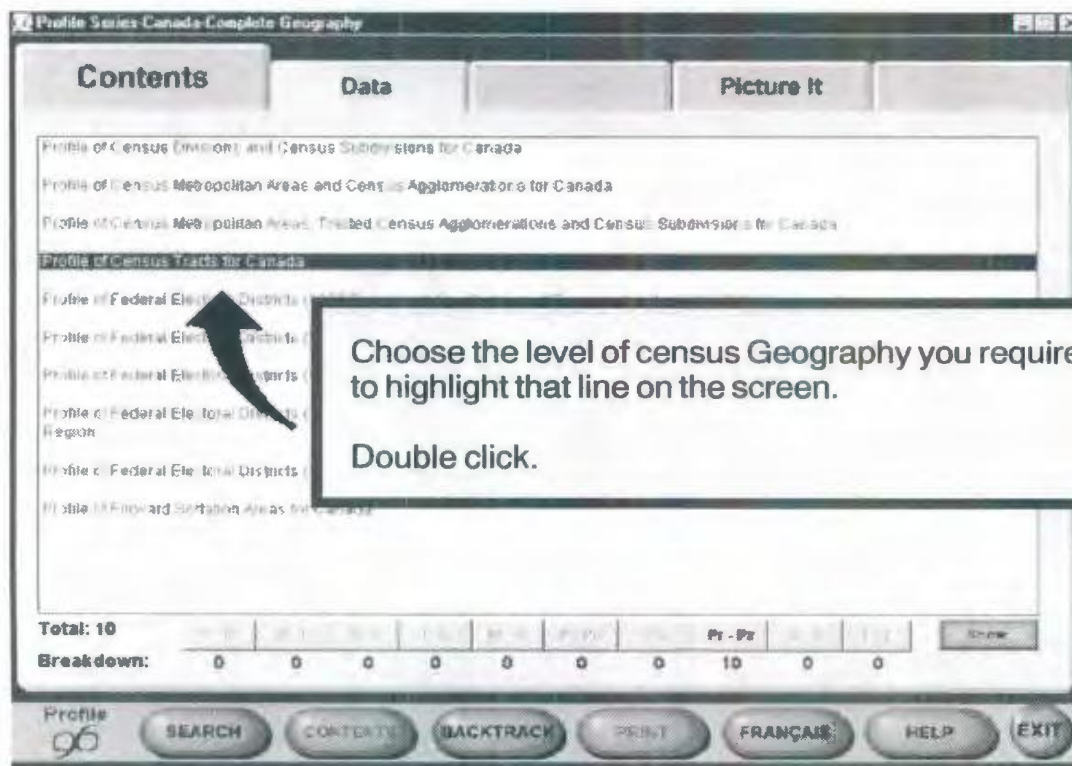 Profile Series Canada Complete Geography
Contents
Data
Picture It
Profile of Census Divisions and Census Subdivisions for Canada
Profile of Census Metropolitan Areas and Census Agglomerations for Canada
Profile of Census Metropolitan Areas, Tracted Census Agglomerations and Census Subdivisions for Canada
Profile of Census Tracts for Canada
Profile of Federal Electoral Districts
Profile of Federal Electoral Districts
Profile of Federal Electoral Districts
Profile of Federal Electoral Districts
Region
Profile of Federal Electoral Districts
Profile of Forward Sortation Areas for Canada
Choose the level of census Geography you require
to highlight that line on the screen.
Double click.
Total: 10
Pr - Pz
Show
Breakdown: 0 0 0 0 0 0 0 10 0 0
Profile
96
SEARCH
CONTENTS
BACKTRACK
PRINT
FRANÇAIS
HELP
EXIT